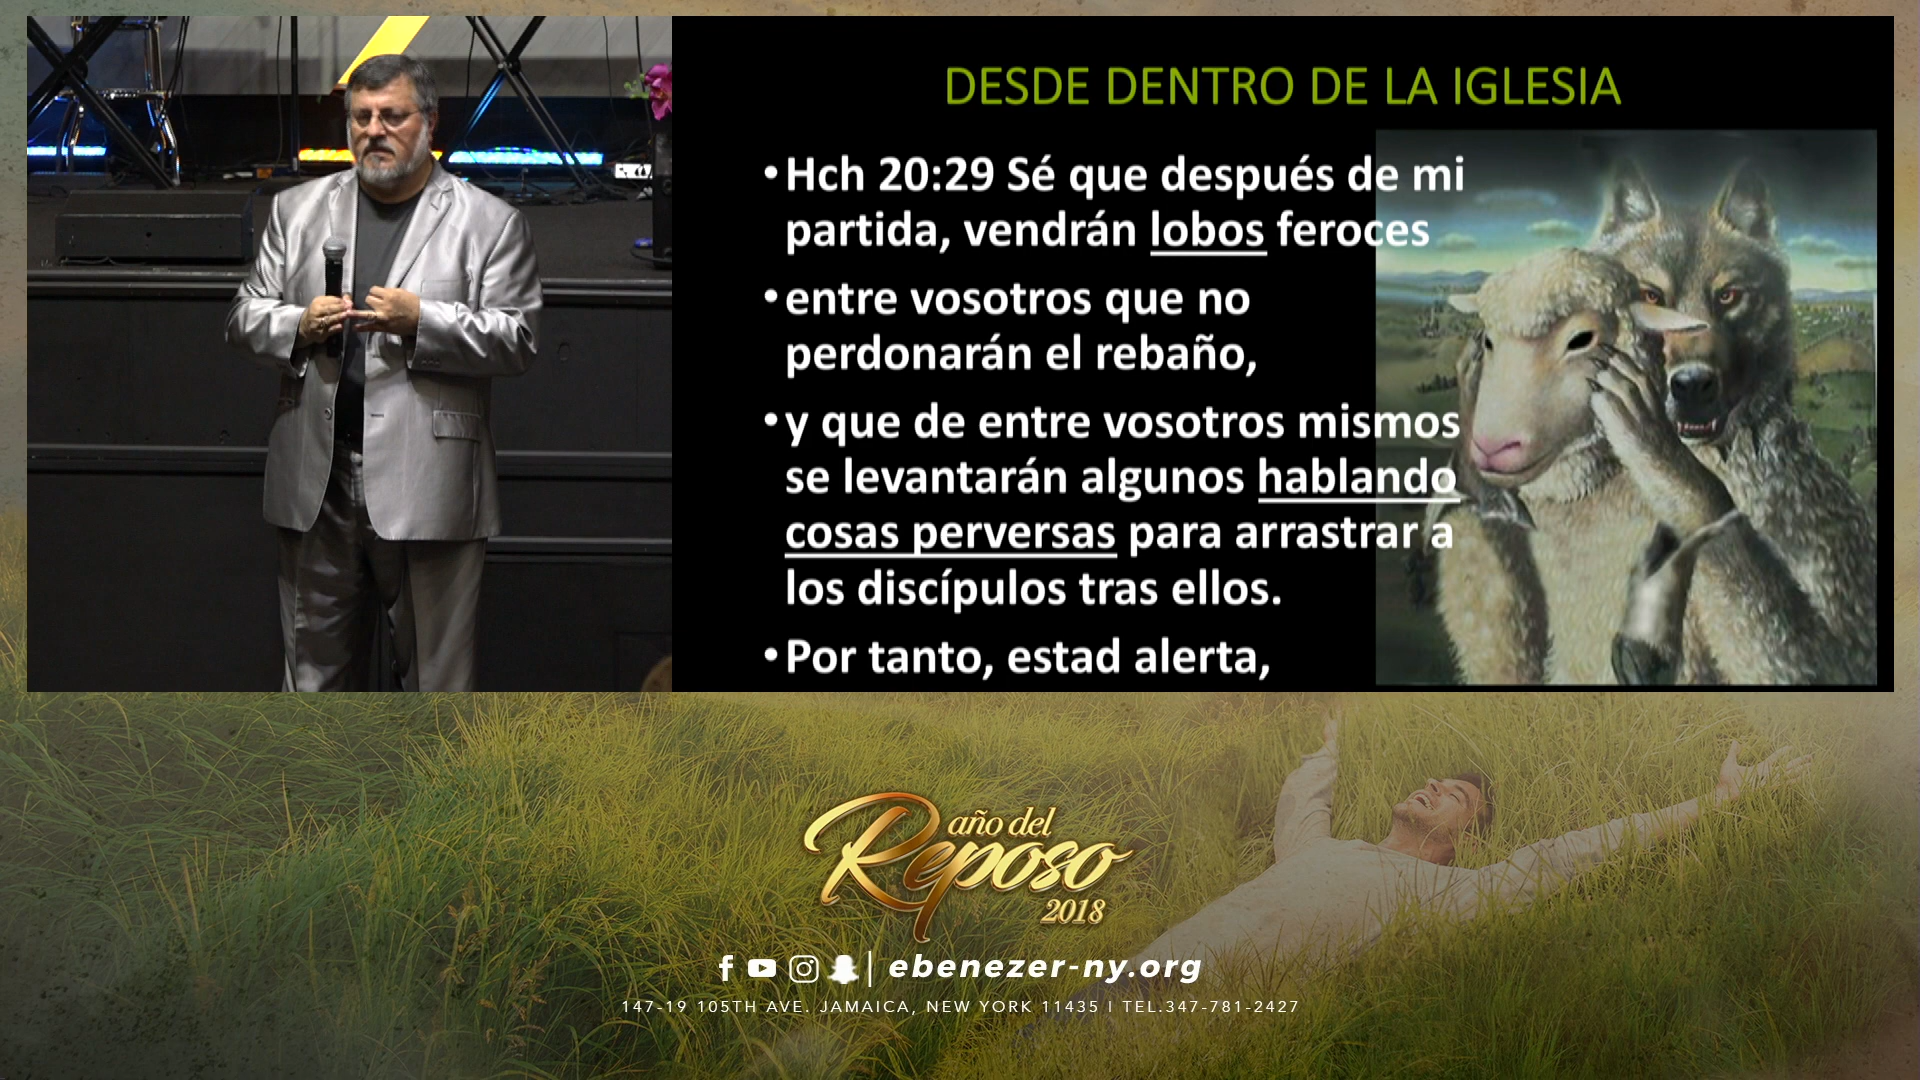 DESDE DENTRO DE LA IGLESIA
• Hch 20:29 Sé que después de mi
partida, vendrán lobos feroces
• entre vosotros que no
perdonarán el rebaño,
• y que de entre vosotros mismos
se levantarán algunos hablando
cosas perversas para arrastrar a
los discípulos tras ellos.
• Por tanto, estad alerta,
año del
Reposo
2018
ebenezer-ny.org
147-19 105TH AVE. JAMAICA, NEW YORK 11435 | TEL.347-781-2427